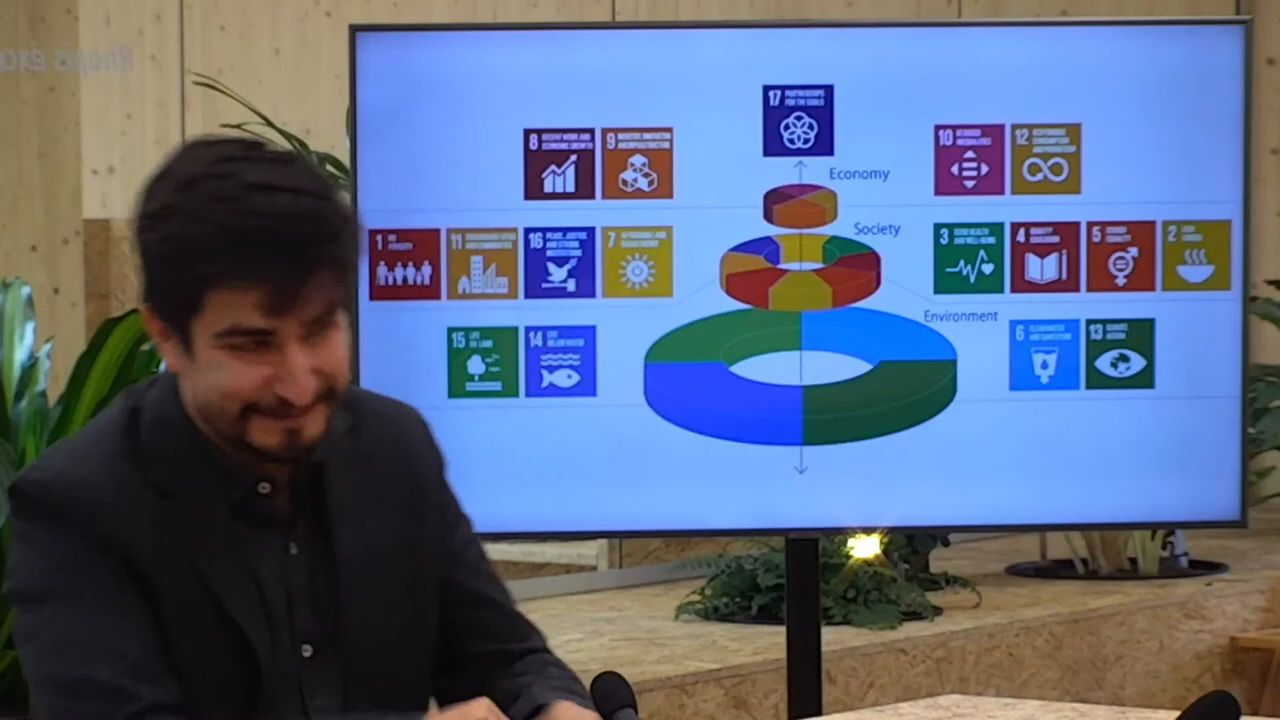 17 PARTNERSHIPS
FOR THE GOALS
8 DECENT WORK AND
ECONOMIC GROWTH
9 INDUSTRY, INNOVATION
AND INFRASTRUCTURE
10 REDUCED
INEQUALITIES
12 RESPONSIBLE
CONSUMPTION
AND PRODUCTION
Economy
1 NO
POVERTY
11 SUSTAINABLE CITIES
AND COMMUNITIES
16 PEACE, JUSTICE
AND STRONG
INSTITUTIONS
7 AFFORDABLE AND
CLEAN ENERGY
Society
3 GOOD HEALTH
AND WELL-BEING
4 QUALITY
EDUCATION
5 GENDER
EQUALITY
2 ZERO
HUNGER
15 LIFE
ON LAND
14 LIFE
BELOW WATER
Environment
6 CLEAN WATER
AND SANITATION
13 CLIMATE
ACTION